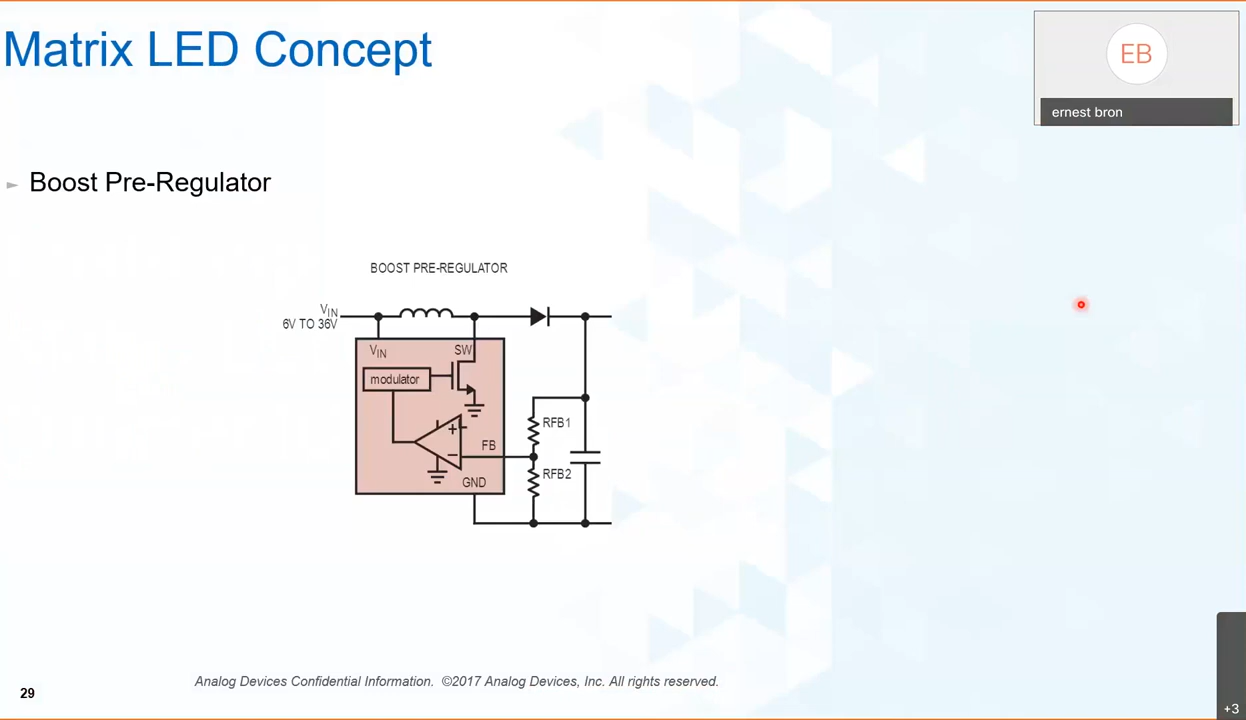 Matrix LED Concept
EB
ernest bron
Boost Pre-Regulator
BOOST PRE-REGULATOR
VIN
6V TO 36V
VIN
SW
modulator
RFB1
+
FB
−
RFB2
GND
Analog Devices Confidential Information. ©2017 Analog Devices, Inc. All rights reserved.
29
+3